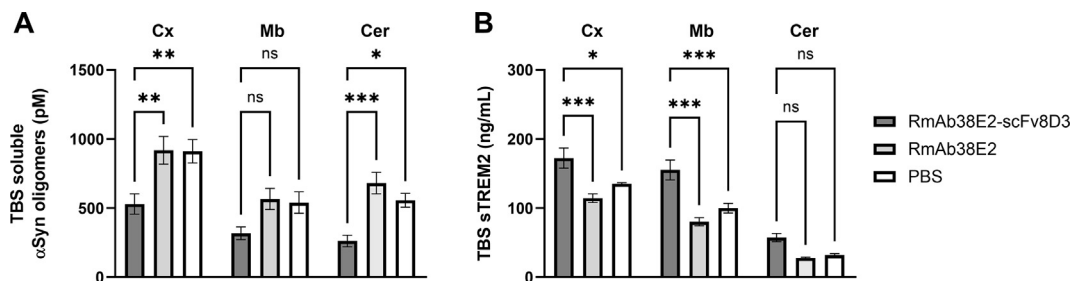 A
Cx
Mb
Cer
**
ns
*
**
ns
***
TBS soluble
αSyn oligomers (pM)
1500
1000
500
0
B
Cx
Mb
Cer
*
***
ns
***
***
ns
TBS sTREM2 (ng/mL)
300
200
100
0
RmAb38E2-scFv8D3
RmAb38E2
PBS